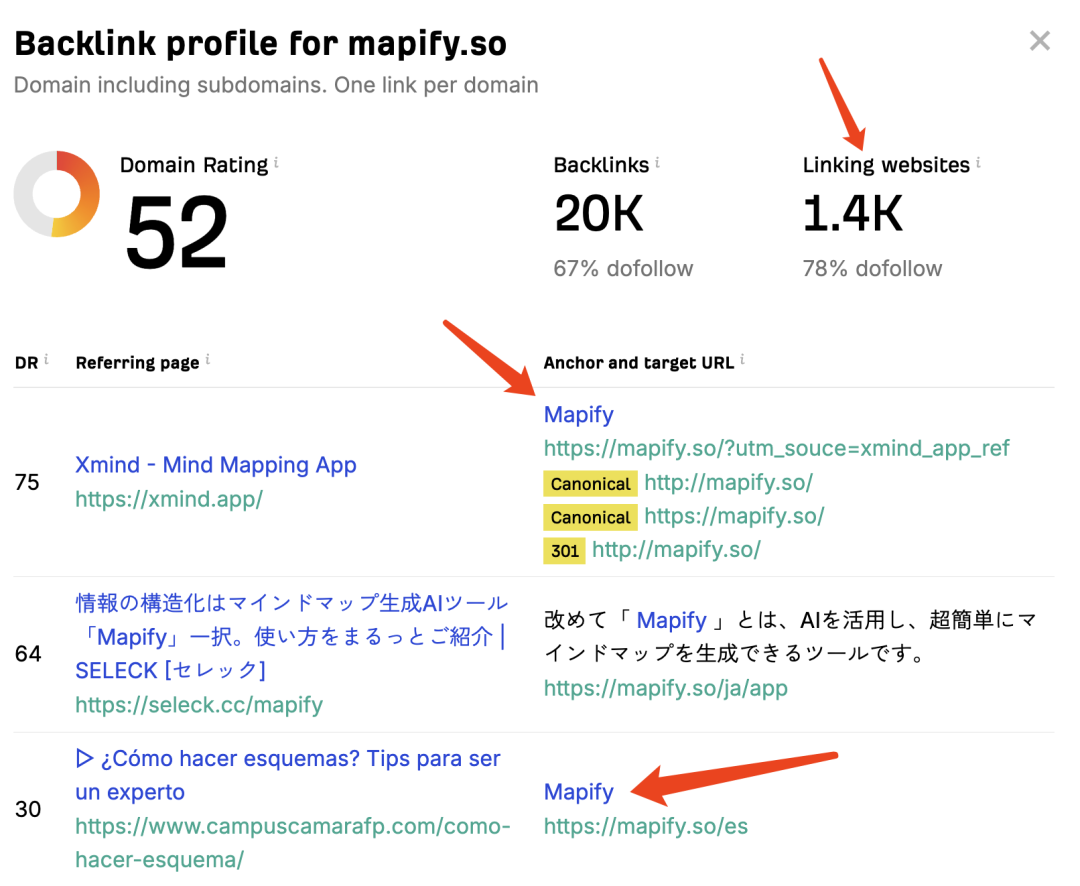 Backlink profile for mapify.so
Domain including subdomains. One link per domain
Domain Rating i
52
Backlinks i
20K
67% dofollow
Linking websites i
1.4K
78% dofollow
DR i
Referring page i
Anchor and target URL i
75
Xmind - Mind Mapping App
https://xmind.app/
Mapify
https://mapify.so/?utm_souce=xmind_app_ref
Canonical http://mapify.so/
Canonical https://mapify.so/
301 http://mapify.so/
64
情報の構造化はマインドマップ生成AIツール
「Mapify」一択。使い方をまるっとご紹介 |
SELECK [セレック]
https://seleck.cc/mapify
改めて「 Mapify 」とは、AIを活用し、超簡単にマ
インドマップを生成できるツールです。
https://mapify.so/ja/app
30
▷ ¿Cómo hacer esquemas? Tips para ser
un experto
https://www.campuscamarafp.com/como-
hacer-esquema/
Mapify
https://mapify.so/es